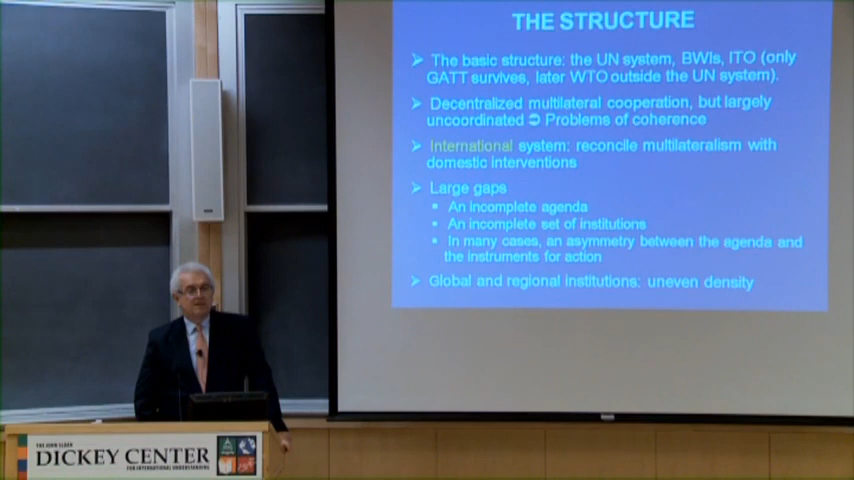 THE STRUCTURE
➢ The basic structure: the UN system, BWIs, ITO (only
GATT survives, later WTO outside the UN system).
➢ Decentralized multilateral cooperation, but largely
uncoordinated ➲ Problems of coherence
➢ International system: reconcile multilateralism with
domestic interventions
➢ Large gaps
▪ An incomplete agenda
▪ An incomplete set of institutions
▪ In many cases, an asymmetry between the agenda and
the instruments for action
➢ Global and regional institutions: uneven density
THE JOHN SLOAN
DICKEY CENTER
FOR INTERNATIONAL UNDERSTANDING